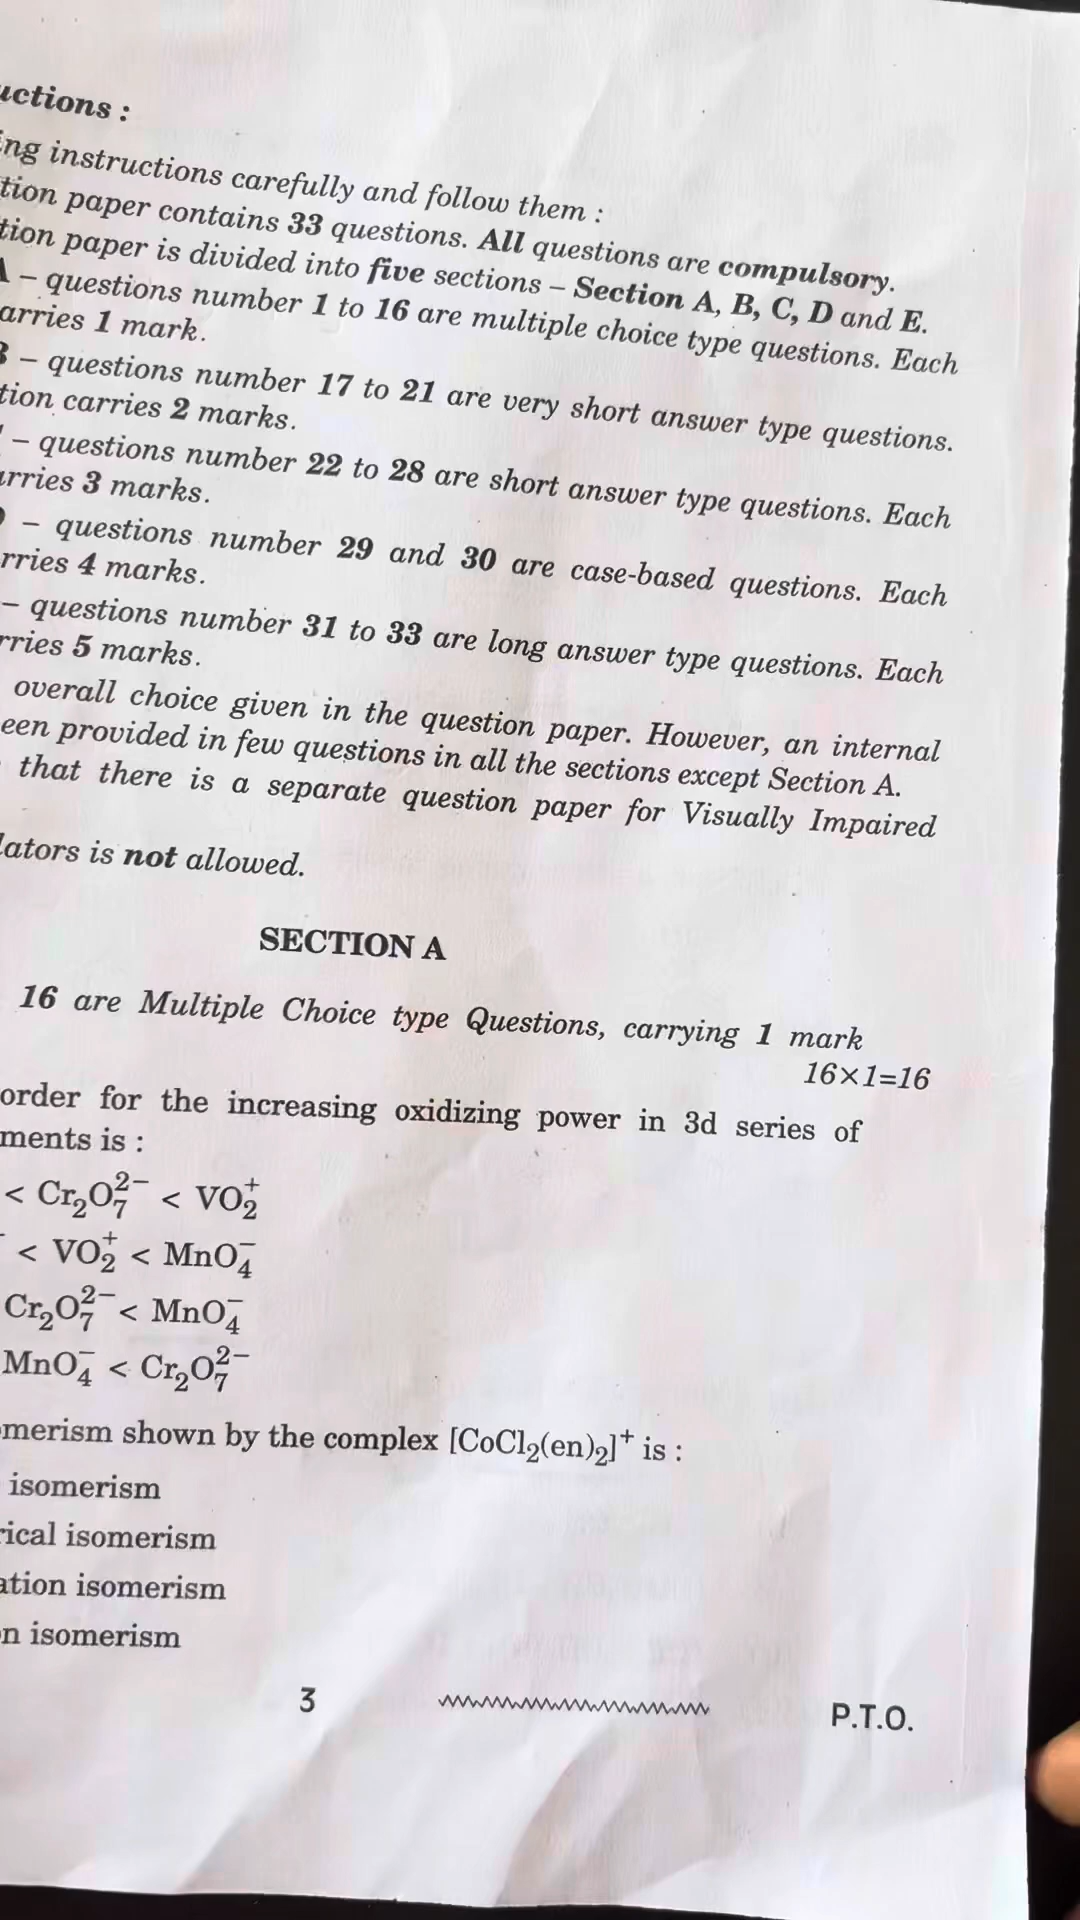 uctions :
ing instructions carefully and follow them :
tion paper contains 33 questions. All questions are compulsory.
tion paper is divided into five sections – Section A, B, C, D and E.
A – questions number 1 to 16 are multiple choice type questions. Each
arries 1 mark.
B – questions number 17 to 21 are very short answer type questions.
tion carries 2 marks.
– questions number 22 to 28 are short answer type questions. Each
arries 3 marks.
D – questions number 29 and 30 are case-based questions. Each
rries 4 marks.
– questions number 31 to 33 are long answer type questions. Each
rries 5 marks.
overall choice given in the question paper. However, an internal
een provided in few questions in all the sections except Section A.
that there is a separate question paper for Visually Impaired
lators is not allowed.
SECTION A
16 are Multiple Choice type Questions, carrying 1 mark
16×1=16
order for the increasing oxidizing power in 3d series of
ments is :
< Cr₂O₇²⁻ < VO₂⁺
⁻ < VO₂⁺ < MnO₄⁻
Cr₂O₇²⁻ < MnO₄⁻
MnO₄⁻ < Cr₂O₇²⁻
merism shown by the complex [CoCl₂(en)₂]⁺ is :
isomerism
rical isomerism
ation isomerism
n isomerism
3
P.T.O.